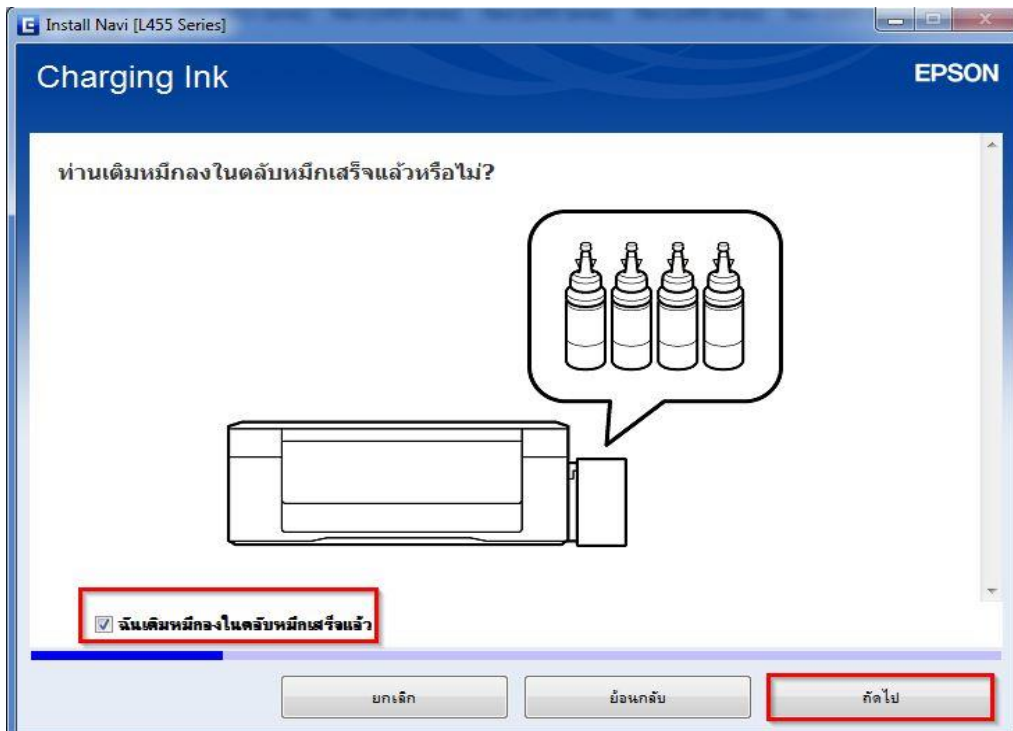 Install Navi [L455 Series]
Charging Ink
EPSON
ท่านเติมหมึกลงในตลับหมึกเสร็จแล้วหรือไม่?
ฉันเติมหมึกลงในตลับหมึกเสร็จแล้ว
ยกเลิก
ย้อนกลับ
ถัดไป